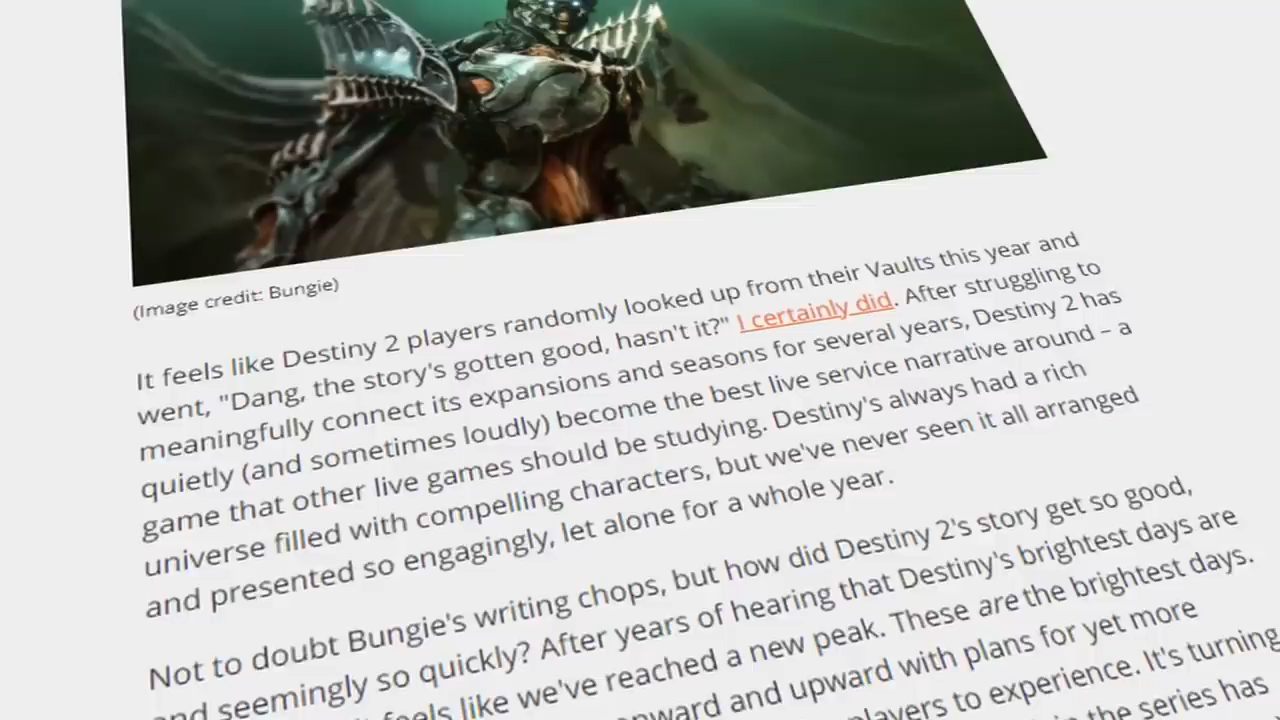 (Image credit: Bungie)
It feels like Destiny 2 players randomly looked up from their Vaults this year and
went, "Dang, the story's gotten good, hasn't it?" I certainly did. After struggling to
meaningfully connect its expansions and seasons for several years, Destiny 2 has
quietly (and sometimes loudly) become the best live service narrative around – a
game that other live games should be studying. Destiny's always had a rich
universe filled with compelling characters, but we've never seen it all arranged
and presented so engagingly, let alone for a whole year.
Not to doubt Bungie's writing chops, but how did Destiny 2's story get so good,
and seemingly so quickly? After years of hearing that Destiny's brightest days are
feels like we've reached a new peak. These are the brightest days.
onward and upward with plans for yet more
players to experience. It's turning
in the series has